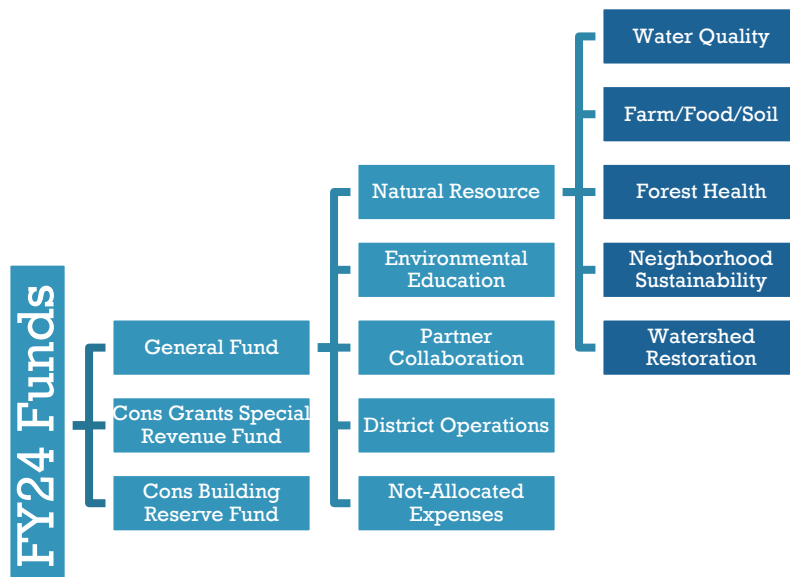 FY24 Funds
General Fund
Cons Grants Special
Revenue Fund
Cons Building
Reserve Fund
Natural Resource
Environmental
Education
Partner
Collaboration
District Operations
Not-Allocated
Expenses
Water Quality
Farm/Food/Soil
Forest Health
Neighborhood
Sustainability
Watershed
Restoration